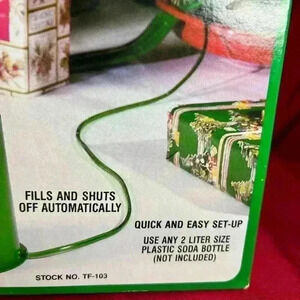 FILLS AND SHUTS
OFF AUTOMATICALLY
QUICK AND EASY SET-UP
USE ANY 2 LITER SIZE
PLASTIC SODA BOTTLE
(NOT INCLUDED)
STOCK NO. TF-103